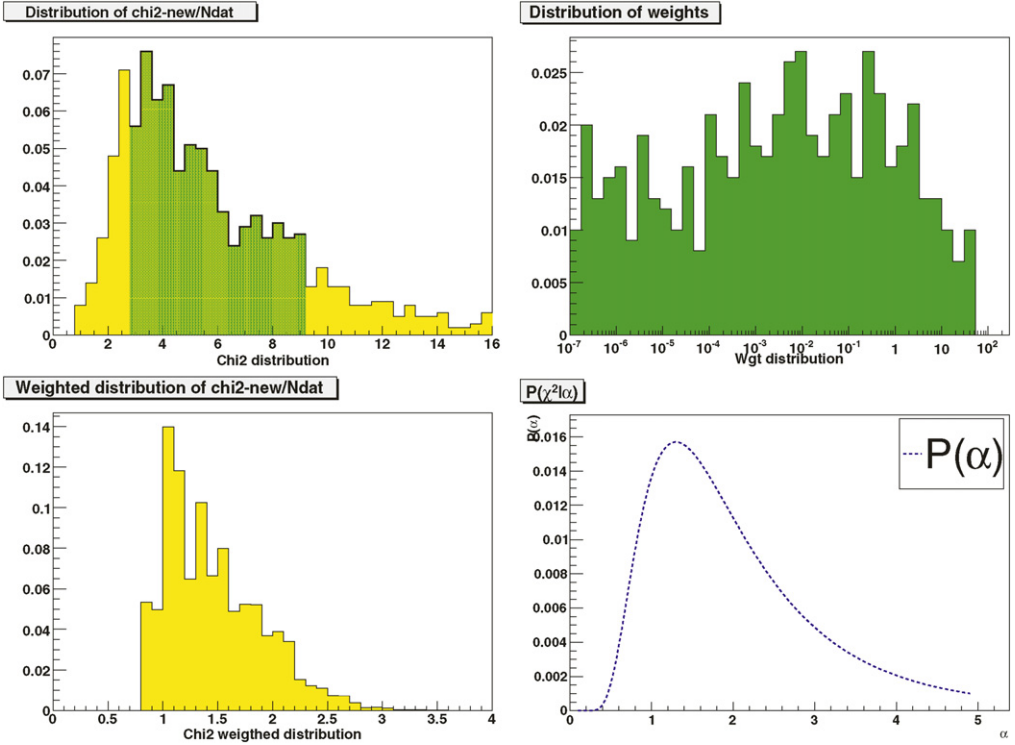 Distribution of chi2-new/Ndat
0.07
0.06
0.05
0.04
0.03
0.02
0.01
0
0 2 4 6 8 10 12 14 16
Chi2 distribution
Distribution of weights
0.025
0.02
0.015
0.01
0.005
0
10⁻⁷ 10⁻⁶ 10⁻⁵ 10⁻⁴ 10⁻³ 10⁻² 10⁻¹ 1 10 10²
Wgt distribution
Weighted distribution of chi2-new/Ndat
0.14
0.12
0.1
0.08
0.06
0.04
0.02
0
0 0.5 1 1.5 2 2.5 3 3.5 4
Chi2 weigthed distribution
P(χ²|α)
P(α)
0.016
0.014
0.012
0.01
0.008
0.006
0.004
0.002
0
0 1 2 3 4 5
α
P(α)